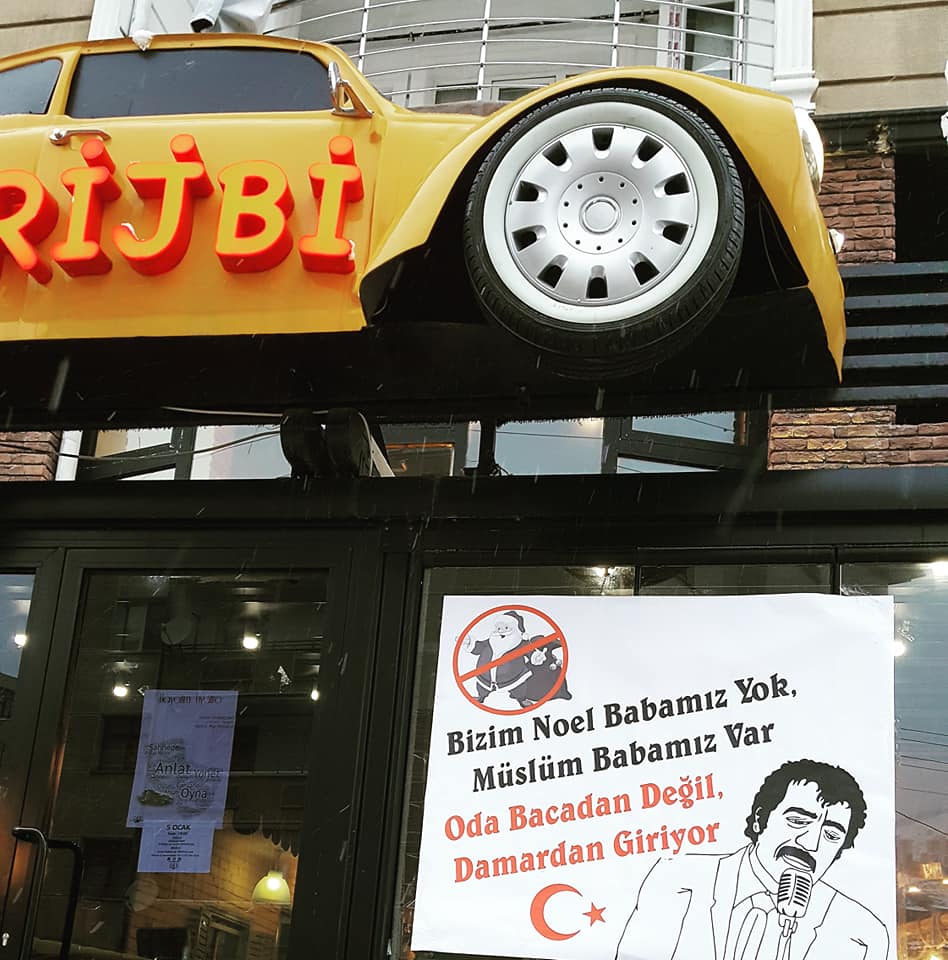 RİJBİ
Bizim Noel Babamız Yok,
Müslüm Babamız Var
Oda Bacadan Değil,
Damardan Giriyor
Anlat
Oyna
5 OCAK